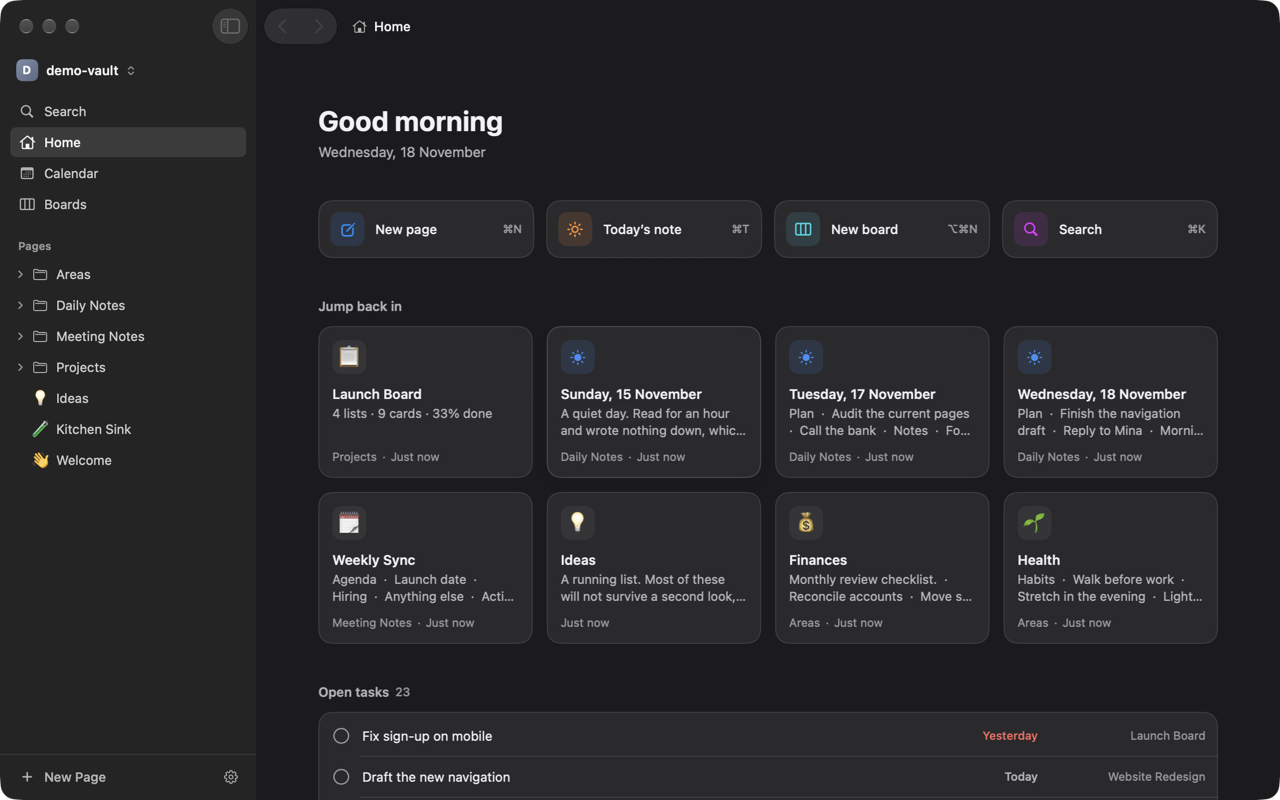 Home
D demo-vault
Search
Home
Calendar
Boards
Pages
Areas
Daily Notes
Meeting Notes
Projects
Ideas
Kitchen Sink
Welcome
New Page
Good morning
Wednesday, 18 November
New page ⌘N
Today’s note ⌘T
New board ⌥⌘N
Search ⌘K
Jump back in
Launch Board
4 lists · 9 cards · 33% done
Projects · Just now
Sunday, 15 November
A quiet day. Read for an hour
and wrote nothing down, whic...
Daily Notes · Just now
Tuesday, 17 November
Plan · Audit the current pages
· Call the bank · Notes · Fo...
Daily Notes · Just now
Wednesday, 18 November
Plan · Finish the navigation
draft · Reply to Mina · Morni...
Daily Notes · Just now
Weekly Sync
Agenda · Launch date ·
Hiring · Anything else · Acti...
Meeting Notes · Just now
Ideas
A running list. Most of these
will not survive a second look,...
Just now
Finances
Monthly review checklist. ·
Reconcile accounts · Move s...
Areas · Just now
Health
Habits · Walk before work ·
Stretch in the evening · Light...
Areas · Just now
Open tasks 23
Fix sign-up on mobile Yesterday Launch Board
Draft the new navigation Today Website Redesign